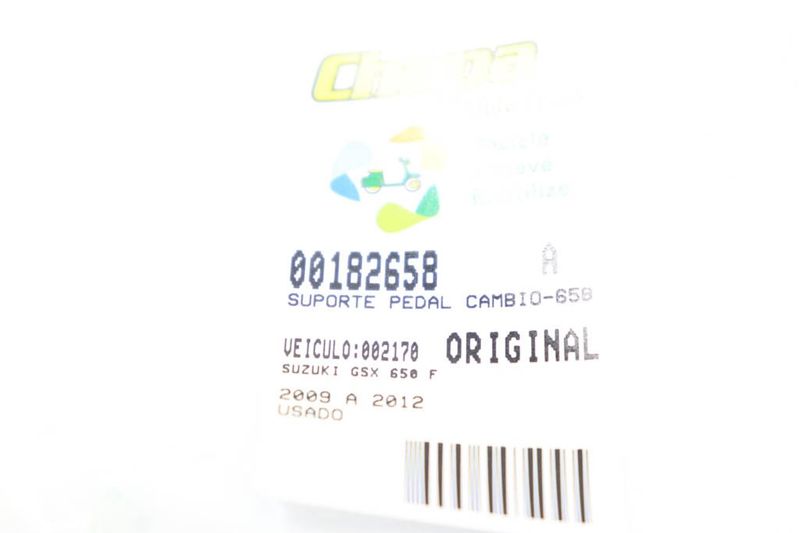 00182658
A
SUPORTE PEDAL CAMBIO-658
VEICULO:002170 ORIGINAL
SUZUKI GSX 650 F
2009 A 2012
USADO